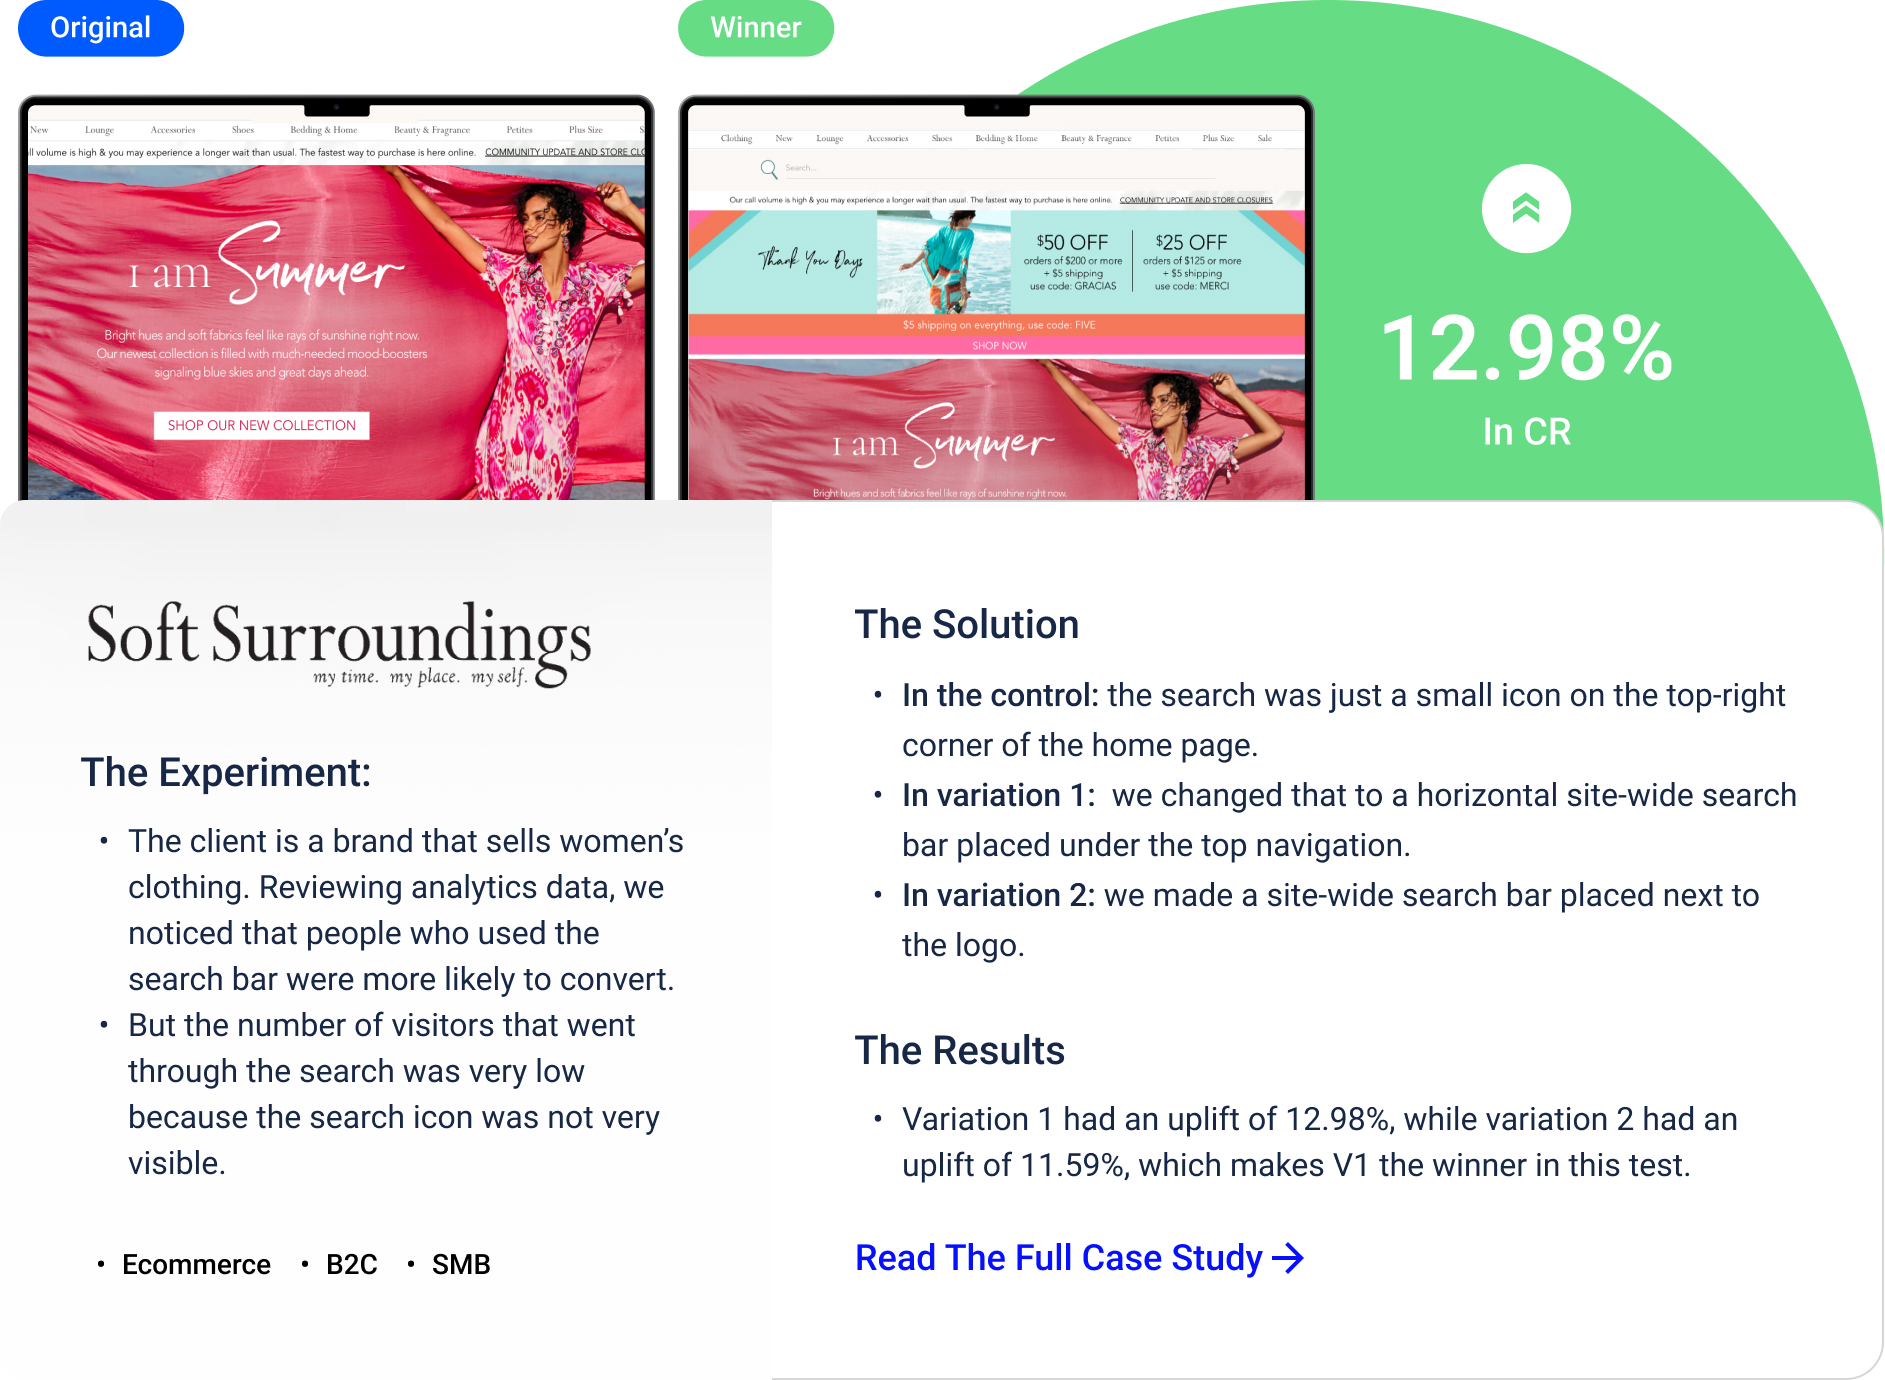 Original
Winner
New Lounge Accessories Shoes Bedding & Home Beauty & Fragrance Petites Plus Size S
ll volume is high & you may experience a longer wait than usual. The fastest way to purchase is here online. COMMUNITY UPDATE AND STORE CLO
I am Summer
Bright hues and soft fabrics feel like rays of sunshine right now.
Our newest collection is filled with much-needed mood-boosters
signaling blue skies and great days ahead.
SHOP OUR NEW COLLECTION
Clothing New Lounge Accessories Shoes Bedding & Home Beauty & Fragrance Petites Plus Size Sale
Search...
Our call volume is high & you may experience a longer wait than usual. The fastest way to purchase is here online. COMMUNITY UPDATE AND STORE CLOSURES
Thank You Days
$50 OFF
orders of $200 or more
+ $5 shipping
use code: GRACIAS
$25 OFF
orders of $125 or more
+ $5 shipping
use code: MERCI
$5 shipping on everything, use code: FIVE
SHOP NOW
I am Summer
Bright hues and soft fabrics feel like rays of sunshine right now.
12.98%
In CR
Soft Surroundings
my time. my place. my self.
The Experiment:
• The client is a brand that sells women’s
clothing. Reviewing analytics data, we
noticed that people who used the
search bar were more likely to convert.
• But the number of visitors that went
through the search was very low
because the search icon was not very
visible.
• Ecommerce • B2C • SMB
The Solution
• In the control: the search was just a small icon on the top-right
corner of the home page.
• In variation 1: we changed that to a horizontal site-wide search
bar placed under the top navigation.
• In variation 2: we made a site-wide search bar placed next to
the logo.
The Results
• Variation 1 had an uplift of 12.98%, while variation 2 had an
uplift of 11.59%, which makes V1 the winner in this test.
Read The Full Case Study →